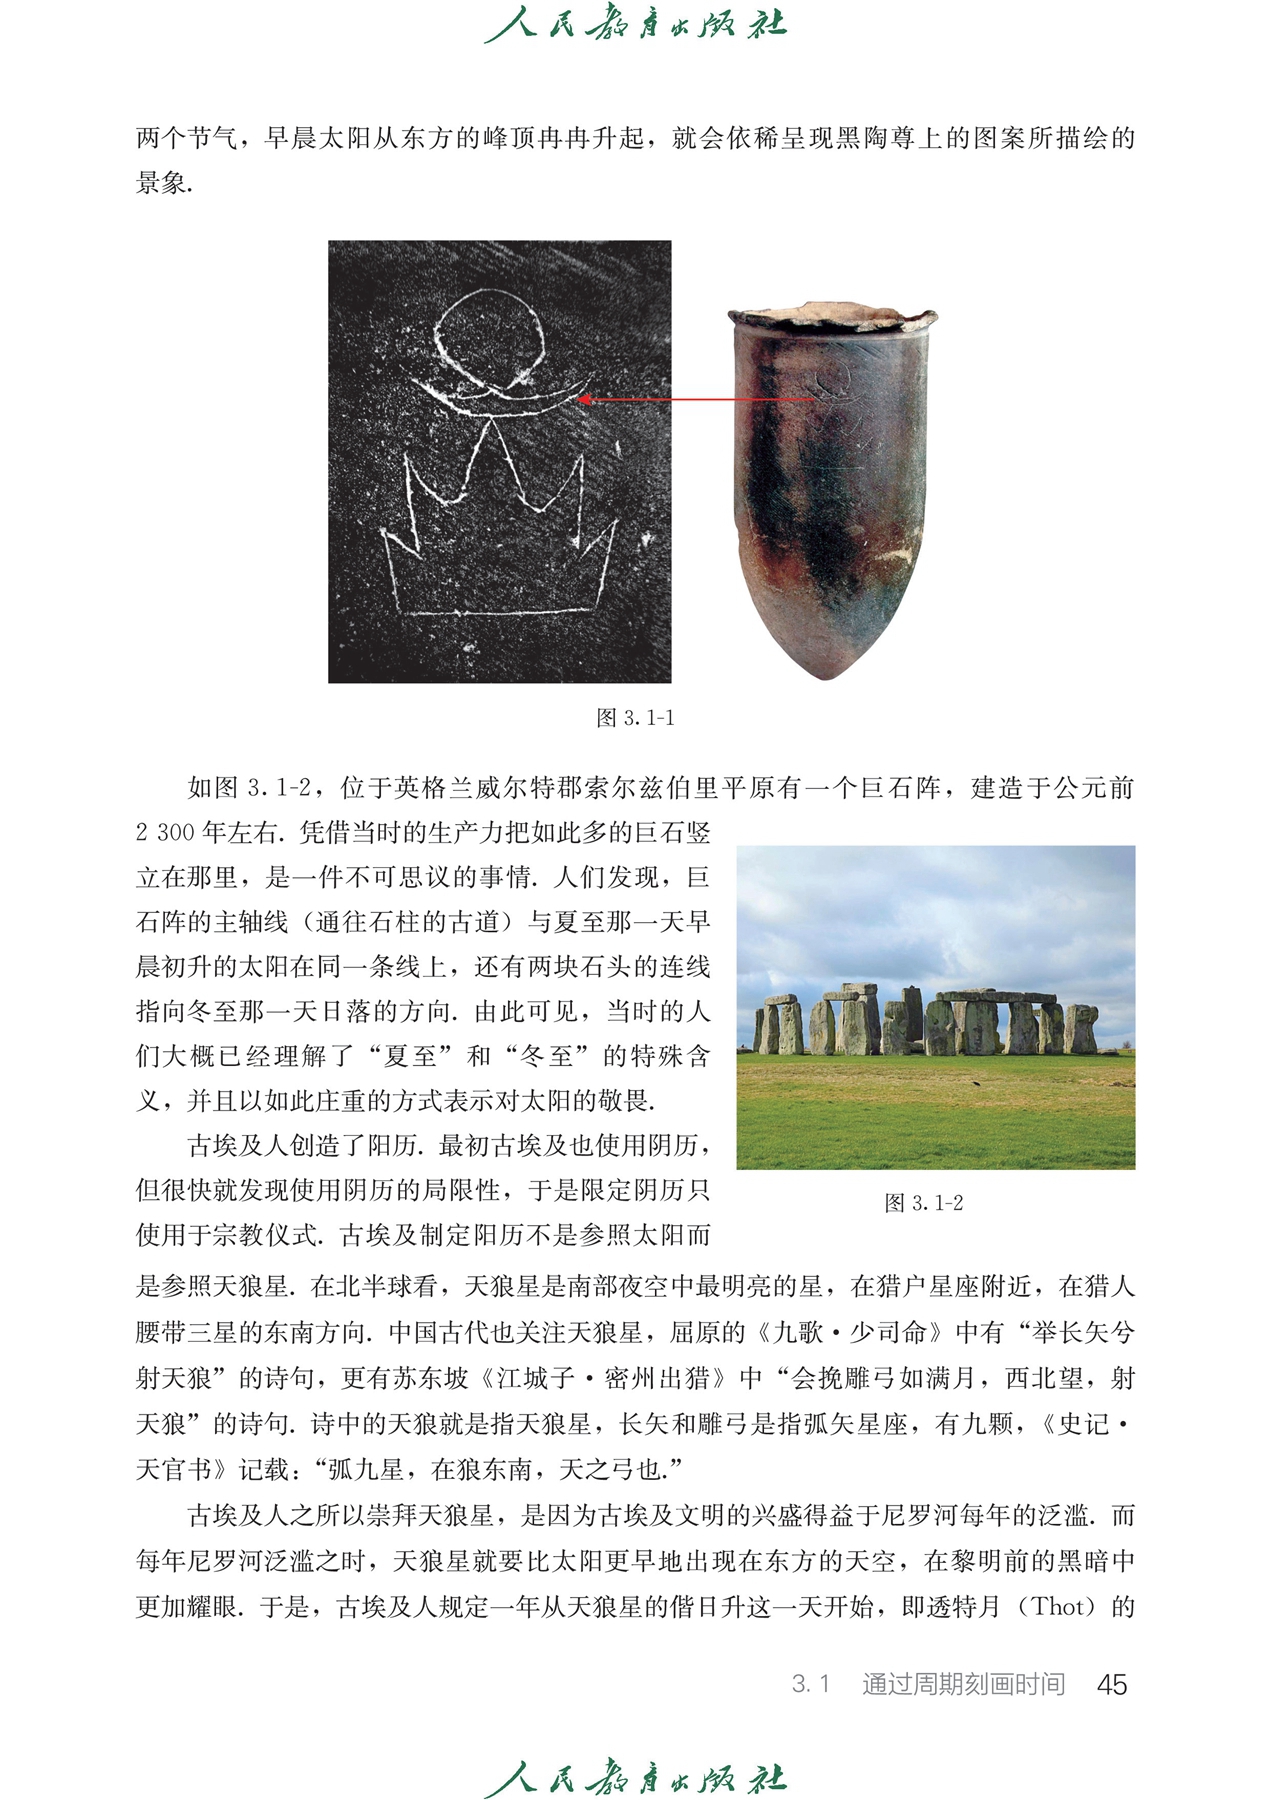 人民教育出版社
两个节气，早晨太阳从东方的峰顶冉冉升起，就会依稀呈现黑陶尊上的图案所描绘的
景象.
图 3.1-1
如图 3.1-2，位于英格兰威尔特郡索尔兹伯里平原有一个巨石阵，建造于公元前
2 300 年左右. 凭借当时的生产力把如此多的巨石竖
立在那里，是一件不可思议的事情. 人们发现，巨
石阵的主轴线（通往石柱的古道）与夏至那一天早
晨初升的太阳在同一条线上，还有两块石头的连线
指向冬至那一天日落的方向. 由此可见，当时的人
们大概已经理解了“夏至”和“冬至”的特殊含
义，并且以如此庄重的方式表示对太阳的敬畏.
古埃及人创造了阳历. 最初古埃及也使用阴历，
但很快就发现使用阴历的局限性，于是限定阴历只
使用于宗教仪式. 古埃及制定阳历不是参照太阳而
图 3.1-2
是参照天狼星. 在北半球看，天狼星是南部夜空中最明亮的星，在猎户星座附近，在猎人
腰带三星的东南方向. 中国古代也关注天狼星，屈原的《九歌·少司命》中有“举长矢兮
射天狼”的诗句，更有苏东坡《江城子·密州出猎》中“会挽雕弓如满月，西北望，射
天狼”的诗句. 诗中的天狼就是指天狼星，长矢和雕弓是指弧矢星座，有九颗，《史记·
天官书》记载：“弧九星，在狼东南，天之弓也.”
古埃及人之所以崇拜天狼星，是因为古埃及文明的兴盛得益于尼罗河每年的泛滥. 而
每年尼罗河泛滥之时，天狼星就要比太阳更早地出现在东方的天空，在黎明前的黑暗中
更加耀眼. 于是，古埃及人规定一年从天狼星的偕日升这一天开始，即透特月（Thot）的
3.1 通过周期刻画时间 45
人民教育出版社